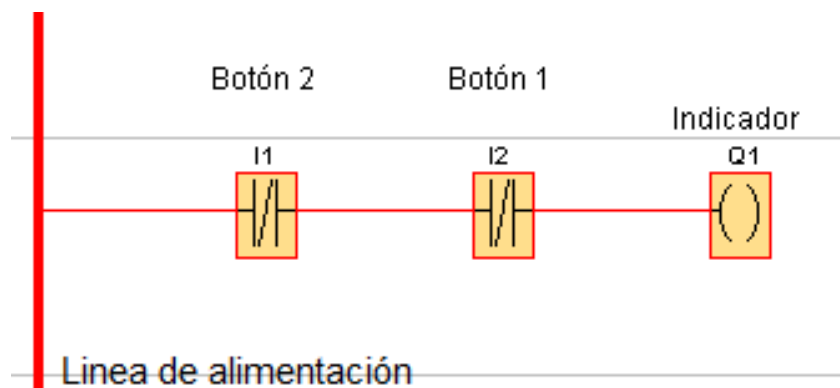 Botón 2 Botón 1
Indicador
I1 I2 Q1
Linea de alimentación